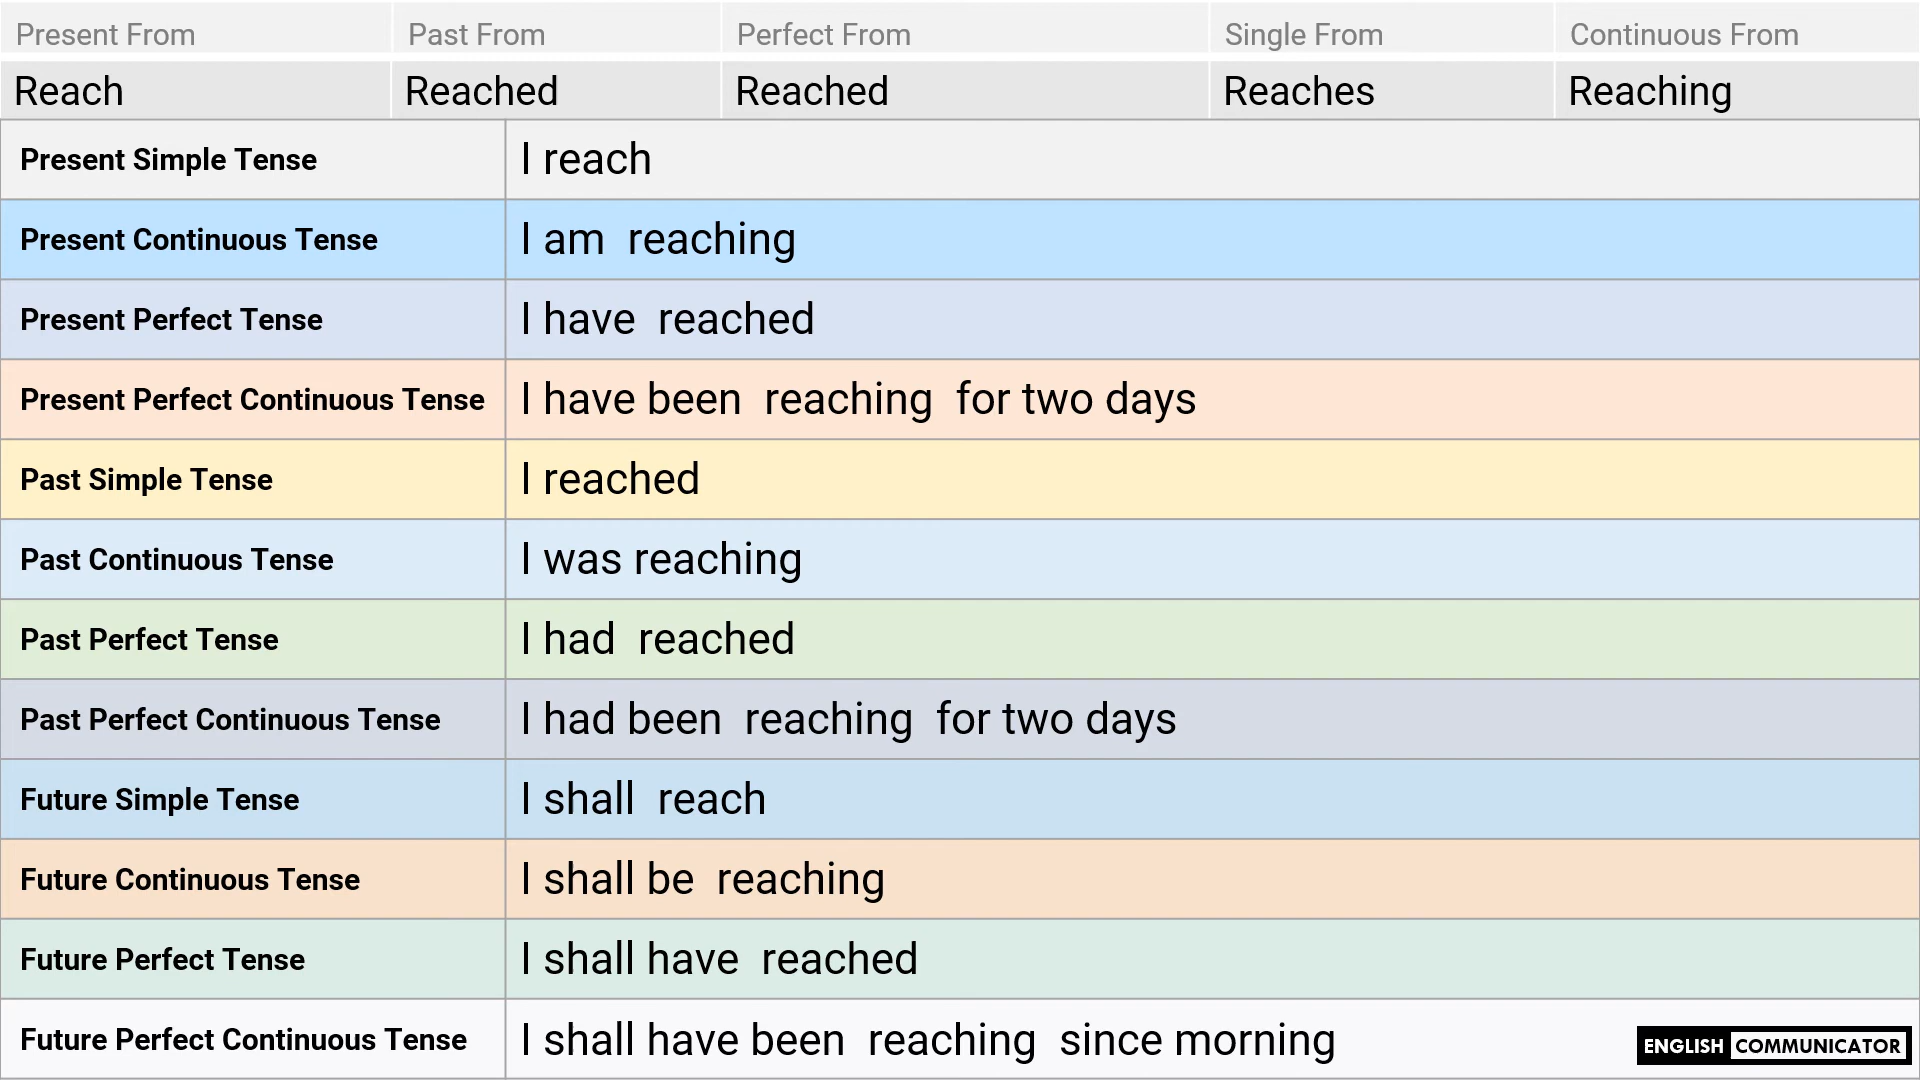 Present From Past From Perfect From Single From Continuous From
Reach Reached Reached Reaches Reaching
Present Simple Tense I reach
Present Continuous Tense I am reaching
Present Perfect Tense I have reached
Present Perfect Continuous Tense I have been reaching for two days
Past Simple Tense I reached
Past Continuous Tense I was reaching
Past Perfect Tense I had reached
Past Perfect Continuous Tense I had been reaching for two days
Future Simple Tense I shall reach
Future Continuous Tense I shall be reaching
Future Perfect Tense I shall have reached
Future Perfect Continuous Tense I shall have been reaching since morning
ENGLISH COMMUNICATOR